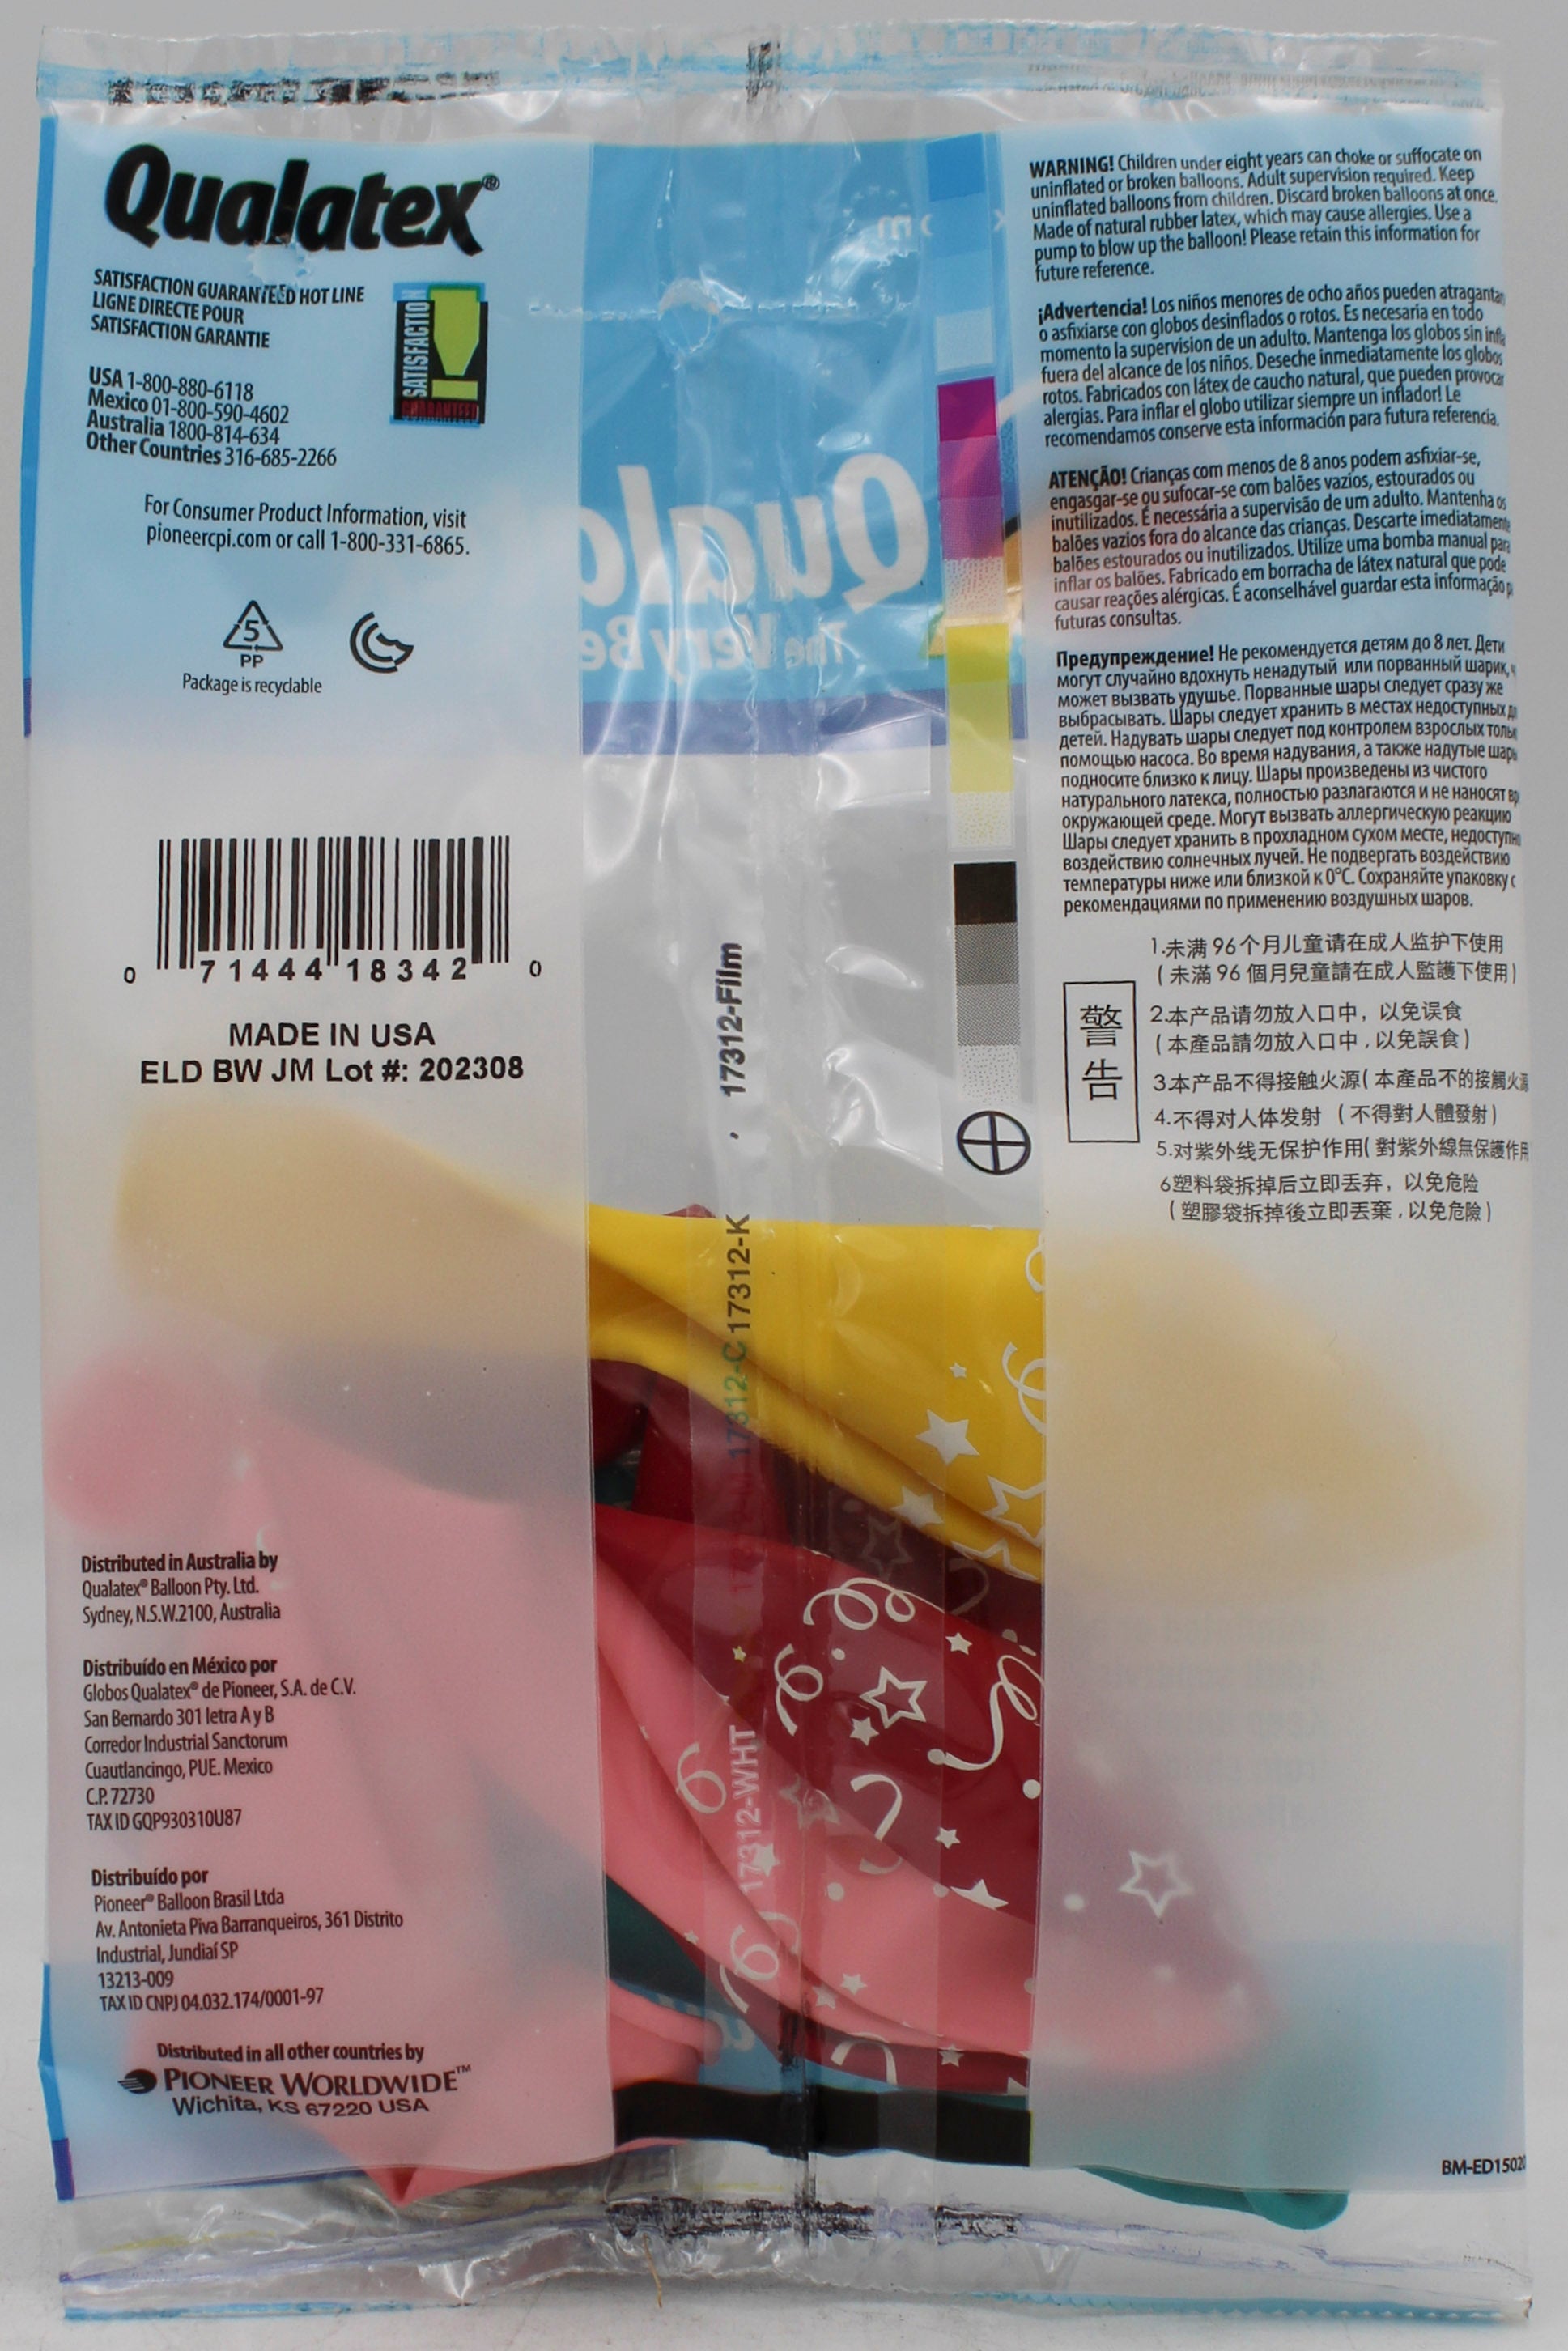 Qualatex®
SATISFACTION GUARANTEED HOT LINE
LIGNE DIRECTE POUR
SATISFACTION GARANTIE
SATISFACTION
GUARANTEED
USA 1-800-880-6118
Mexico 01-800-590-4602
Australia 1800-814-634
Other Countries 316-685-2266
For Consumer Product Information, visit
pioneercpi.com or call 1-800-331-6865.
5
PP
Package is recyclable
0 71444 18342 0
MADE IN USA
ELD BW JM Lot #: 202308
Distributed in Australia by
Qualatex® Balloon Pty. Ltd.
Sydney, N.S.W.2100, Australia
Distribuído en México por
Globos Qualatex® de Pioneer, S.A. de C.V.
San Bernardo 301 letra A y B
Corredor Industrial Sanctorum
Cuautlancingo, PUE. Mexico
C.P. 72730
TAX ID GQP930310U87
Distribuído por
Pioneer® Balloon Brasil Ltda
Av. Antonieta Piva Barranqueiros, 361 Distrito
Industrial, Jundiaí SP
13213-009
TAX ID CNPJ 04.032.174/0001-97
Distributed in all other countries by
PIONEER WORLDWIDE™
Wichita, KS 67220 USA
Quala
The Very Be
17312-WHT 17312-C 17312-K . 17312-Film
WARNING! Children under eight years can choke or suffocate on
uninflated or broken balloons. Adult supervision required. Keep
uninflated balloons from children. Discard broken balloons at once.
Made of natural rubber latex, which may cause allergies. Use a
pump to blow up the balloon! Please retain this information for
future reference.
¡Advertencia! Los niños menores de ocho años pueden atragantar
o asfixiarse con globos desinflados o rotos. Es necesaria en todo
momento la supervision de un adulto. Mantenga los globos sin infla
fuera del alcance de los niños. Deseche inmediatamente los globos
rotos. Fabricados con látex de caucho natural, que pueden provocar
alergias. Para inflar el globo utilizar siempre un inflador! Le
recomendamos conserve esta información para futura referencia.
ATENÇÃO! Crianças com menos de 8 anos podem asfixiar-se,
engasgar-se ou sufocar-se com balões vazios, estourados ou
inutilizados. É necessária a supervisão de um adulto. Mantenha os
balões vazios fora do alcance das crianças. Descarte imediatament
balões estourados ou inutilizados. Utilize uma bomba manual para
inflar os balões. Fabricado em borracha de látex natural que pode
causar reações alérgicas. É aconselhável guardar esta informação p
futuras consultas.
Предупреждение! Не рекомендуется детям до 8 лет. Дети
могут случайно вдохнуть ненадутый или порванный шарик, ч
может вызвать удушье. Порванные шары следует сразу же
выбрасывать. Шары следует хранить в местах недоступных д
детей. Надувать шары следует под контролем взрослых тольк
помощью насоса. Во время надувания, а также надутые шары
подносите близко к лицу. Шары произведены из чистого
натурального латекса, полностью разлагаются и не наносят вр
окружающей среде. Могут вызвать аллергическую реакцию
Шары следует хранить в прохладном сухом месте, недоступно
воздействию солнечных лучей. Не подвергать воздействию
температуры ниже или близкой к 0°C. Сохраняйте упаковку с
рекомендациями по применению воздушных шаров.
警告
1.未满 96个月儿童请在成人监护下使用
(未滿 96 個月兒童請在成人監護下使用)
2.本产品请勿放入口中，以免误食
(本產品請勿放入口中,以免誤食)
3.本产品不得接触火源(本產品不的接觸火源
4.不得对人体发射 (不得對人體發射)
5.对紫外线无保护作用(對紫外線無保護作用
6塑料袋拆掉后立即丢弃，以免危险
(塑膠袋拆掉後立即丟棄,以免危險)
BM-ED1502